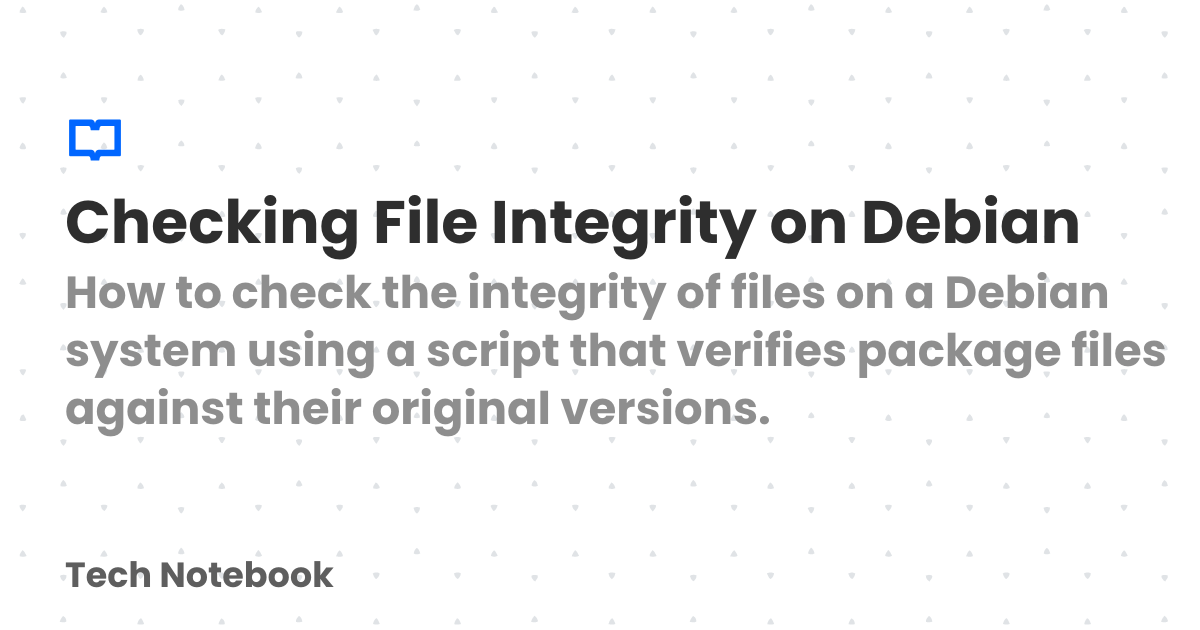 Checking File Integrity on Debian
How to check the integrity of files on a Debian
system using a script that verifies package files
against their original versions.
Tech Notebook